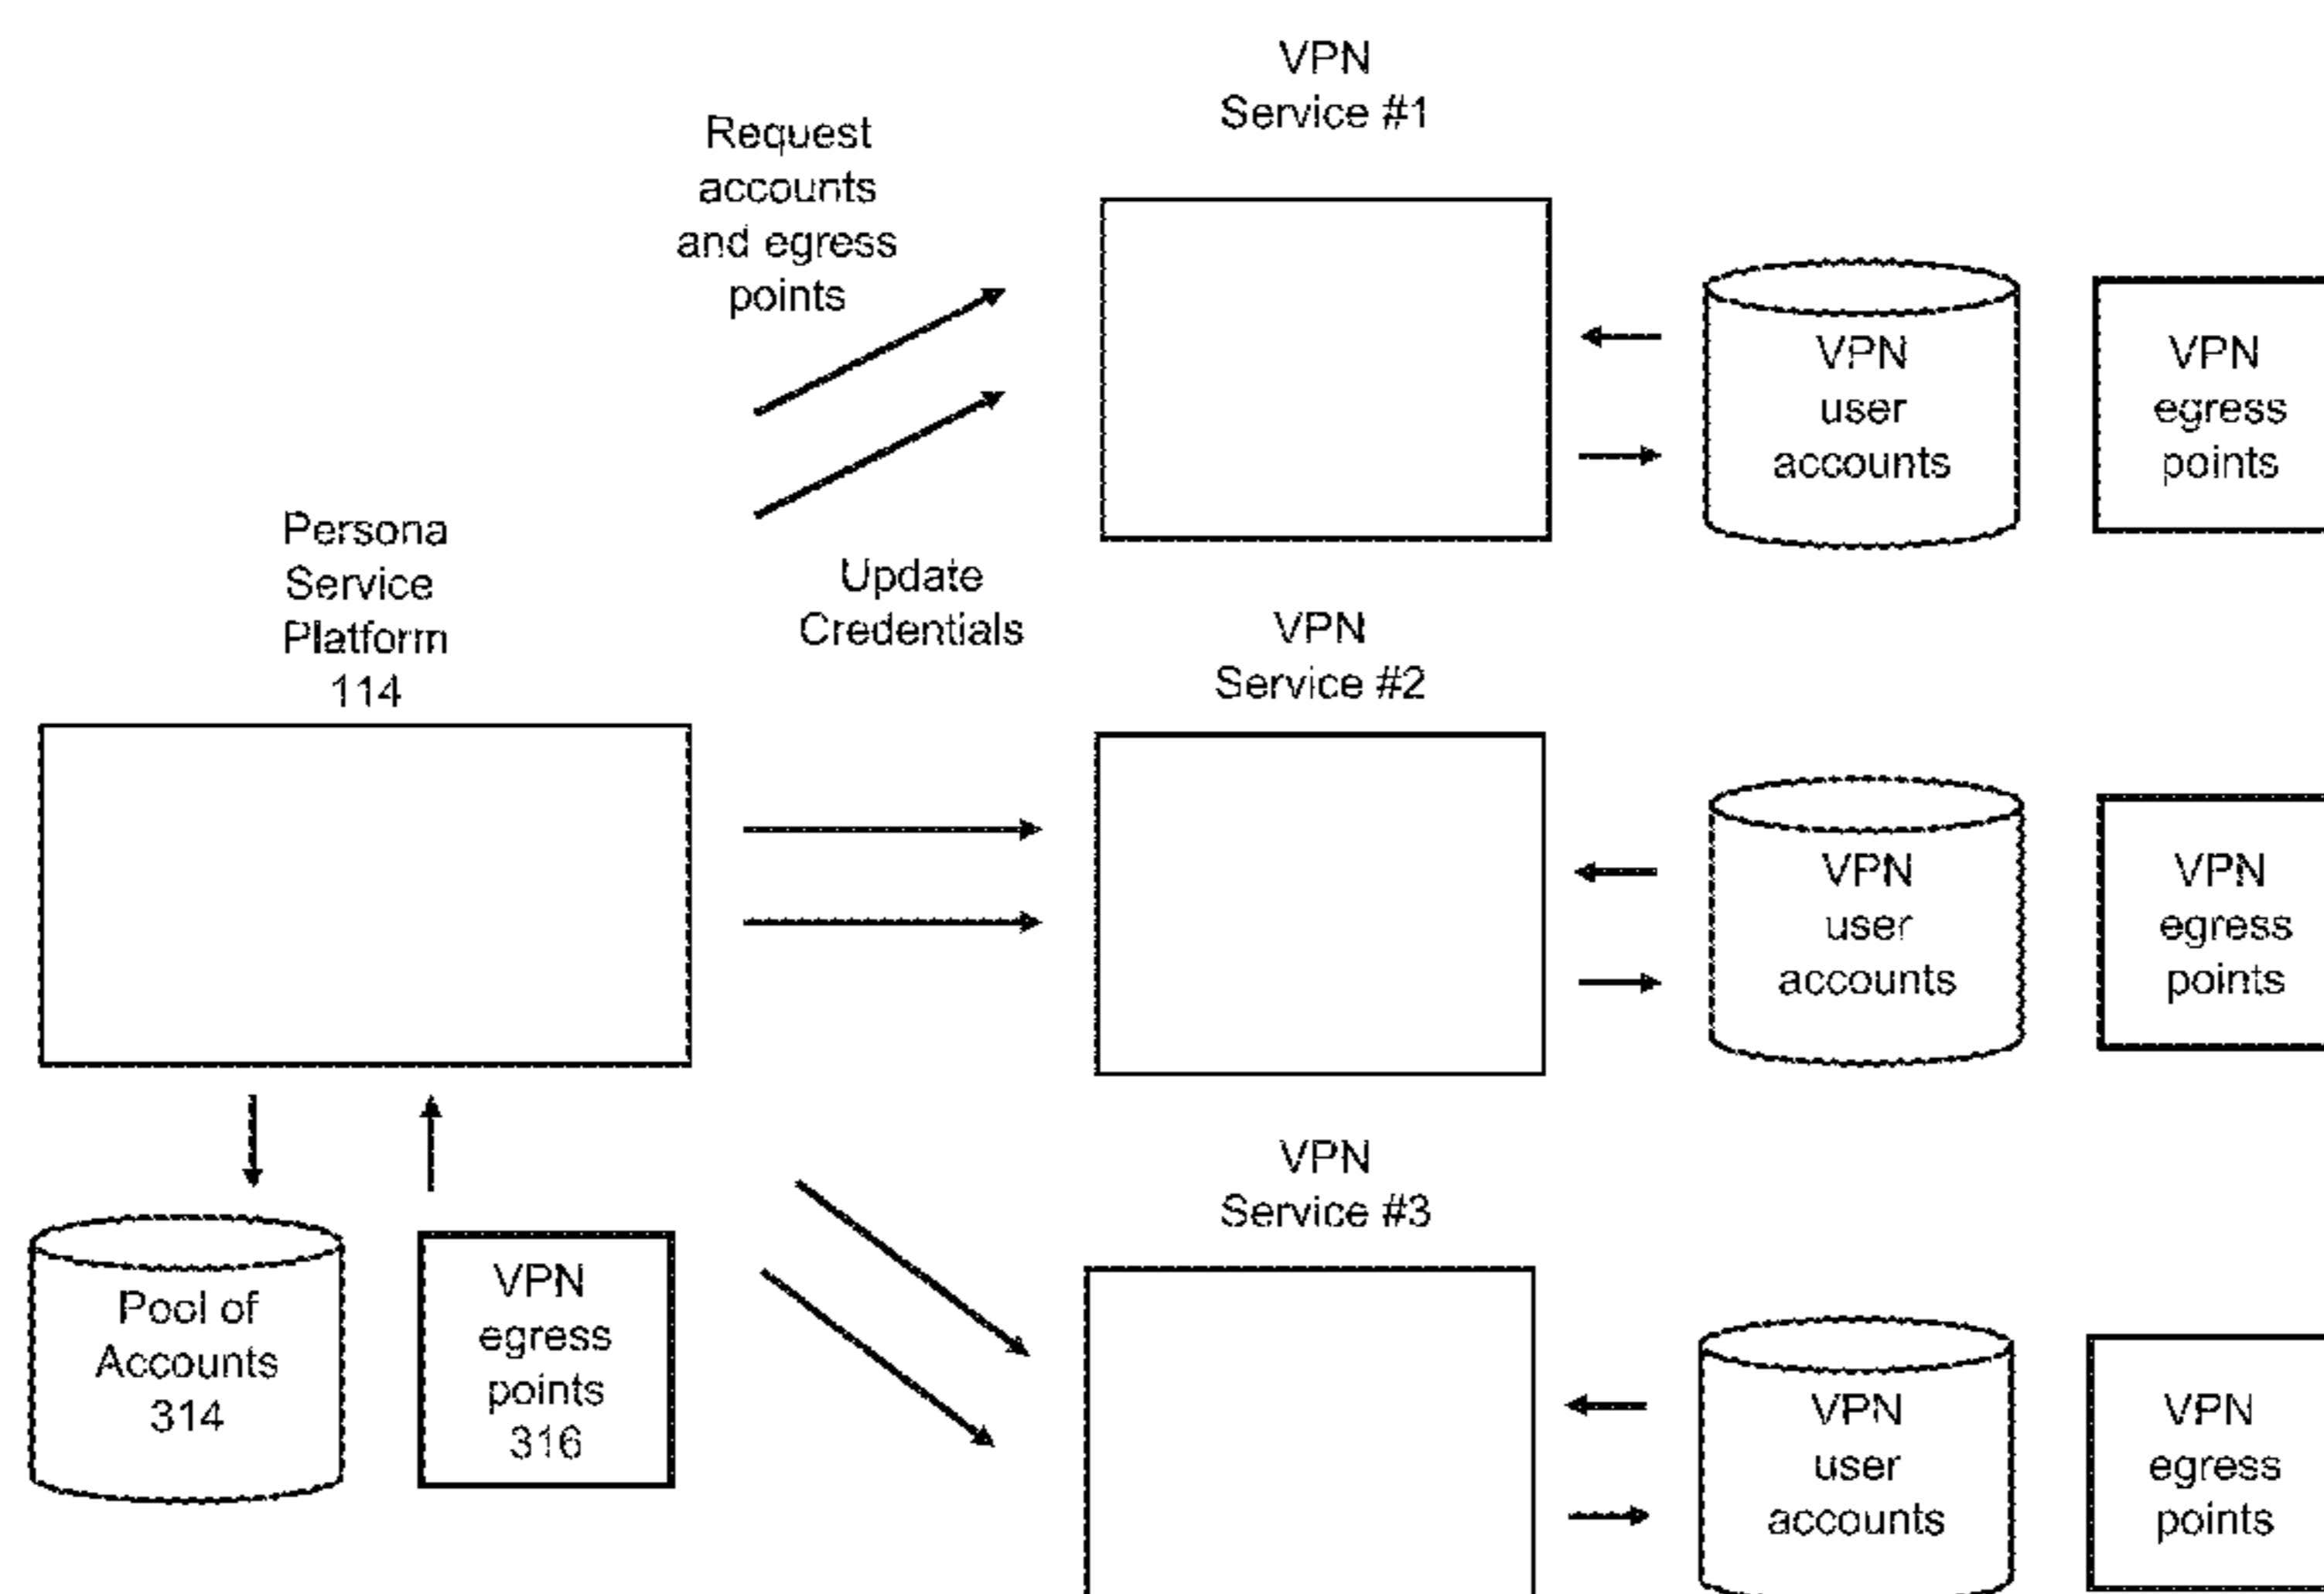 VPN
Service #1
Request
accounts
and egress
points
VPN
user
accounts
VPN
egress
points
Persona
Service
Platform
114
Update
Credentials
VPN
Service #2
VPN
user
accounts
VPN
egress
points
VPN
Service #3
Pool of
Accounts
314
VPN
egress
points
316
VPN
user
accounts
VPN
egress
points